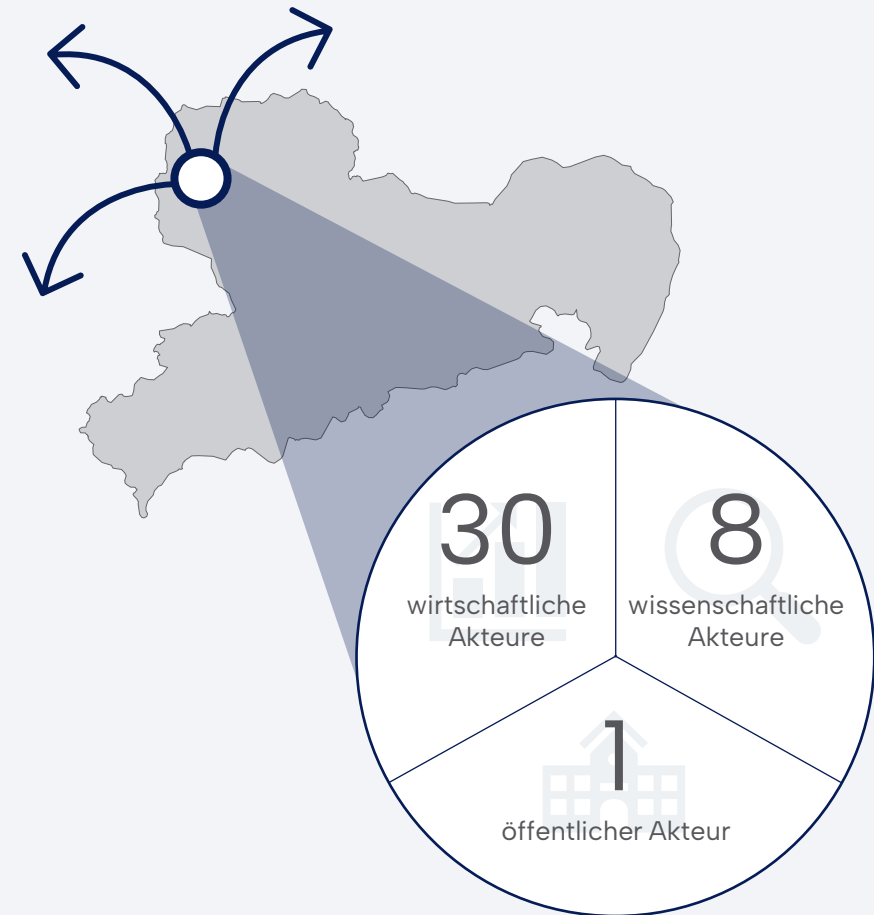 30
wirtschaftliche
Akteure
8
wissenschaftliche
Akteure
1
öffentlicher Akteur